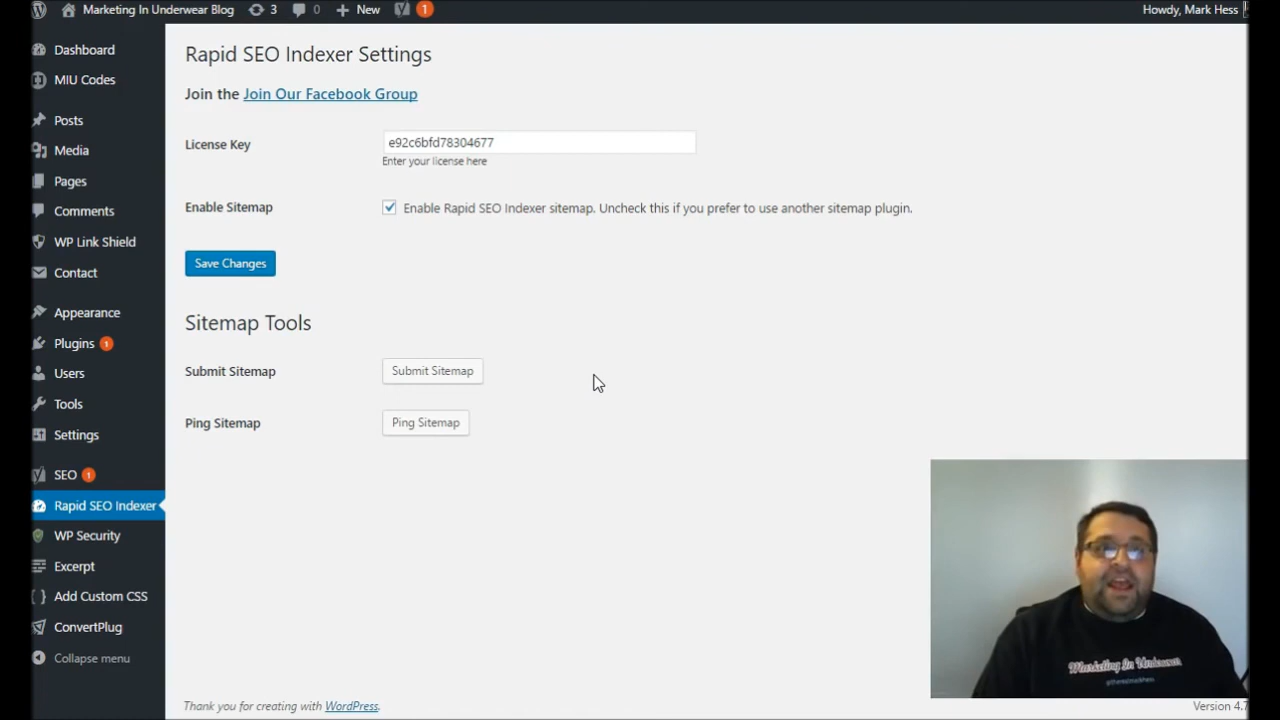 Marketing In Underwear Blog 3 0 New 1 Howdy, Mark Hess
Dashboard
MIU Codes
Posts
Media
Pages
Comments
WP Link Shield
Contact
Appearance
Plugins 1
Users
Tools
Settings
SEO 1
Rapid SEO Indexer
WP Security
Excerpt
Add Custom CSS
ConvertPlug
Collapse menu
Rapid SEO Indexer Settings
Join the Join Our Facebook Group
License Key e92c6bfd78304677
Enter your license here
Enable Sitemap Enable Rapid SEO Indexer sitemap. Uncheck this if you prefer to use another sitemap plugin.
Save Changes
Sitemap Tools
Submit Sitemap Submit Sitemap
Ping Sitemap Ping Sitemap
Marketing In Underwear
Thank you for creating with WordPress.
Version 4.7